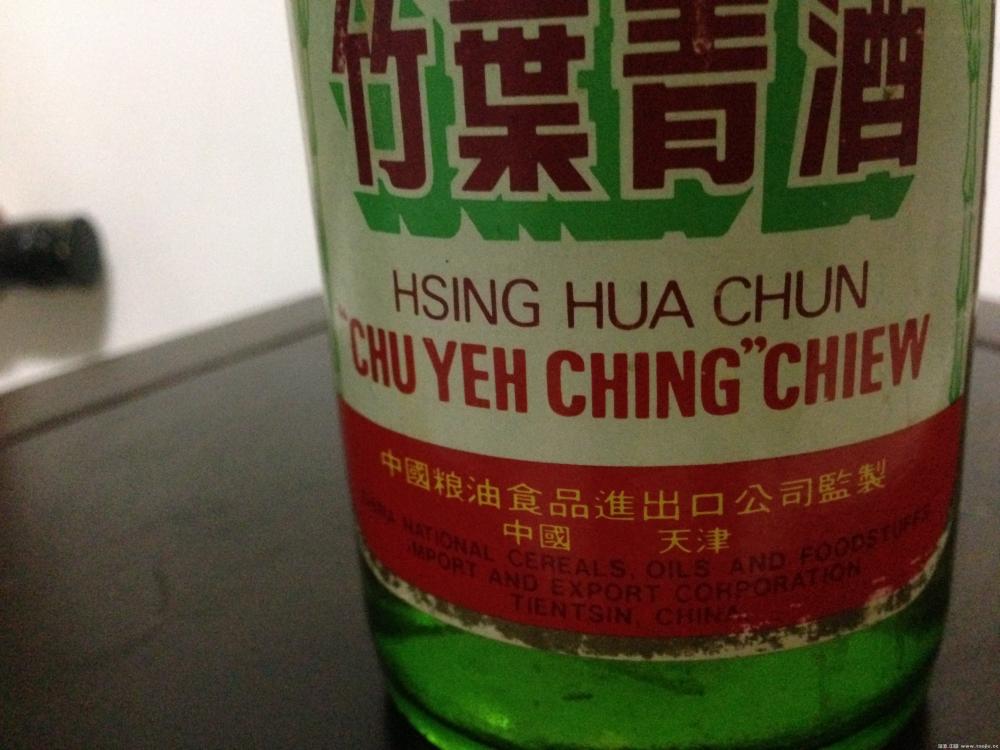 竹葉青酒
HSING HUA CHUN
"CHU YEH CHING" CHIEW
中國粮油食品進出口公司監製
中國 天津
CHINA NATIONAL CEREALS, OILS AND FOODSTUFFS
IMPORT AND EXPORT CORPORATION
TIENTSIN, CHINA